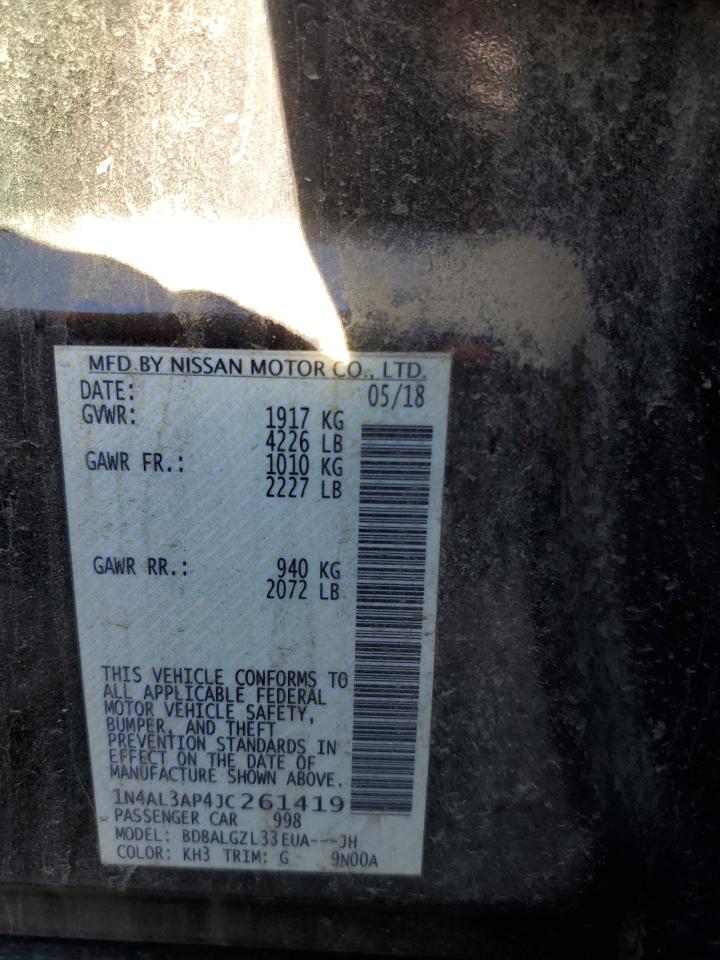 MFD.BY NISSAN MOTOR CO., LTD.
DATE: 05/18
GVWR: 1917 KG
4226 LB
GAWR FR.: 1010 KG
2227 LB
GAWR RR.: 940 KG
2072 LB
THIS VEHICLE CONFORMS TO
ALL APPLICABLE FEDERAL
MOTOR VEHICLE SAFETY,
BUMPER, AND THEFT
PREVENTION STANDARDS IN
EFFECT ON THE DATE OF
MANUFACTURE SHOWN ABOVE.
1N4AL3AP4JC261419
PASSENGER CAR 998
MODEL: BDBALGZL33EUA---JH
COLOR: KH3 TRIM: G 9N00A